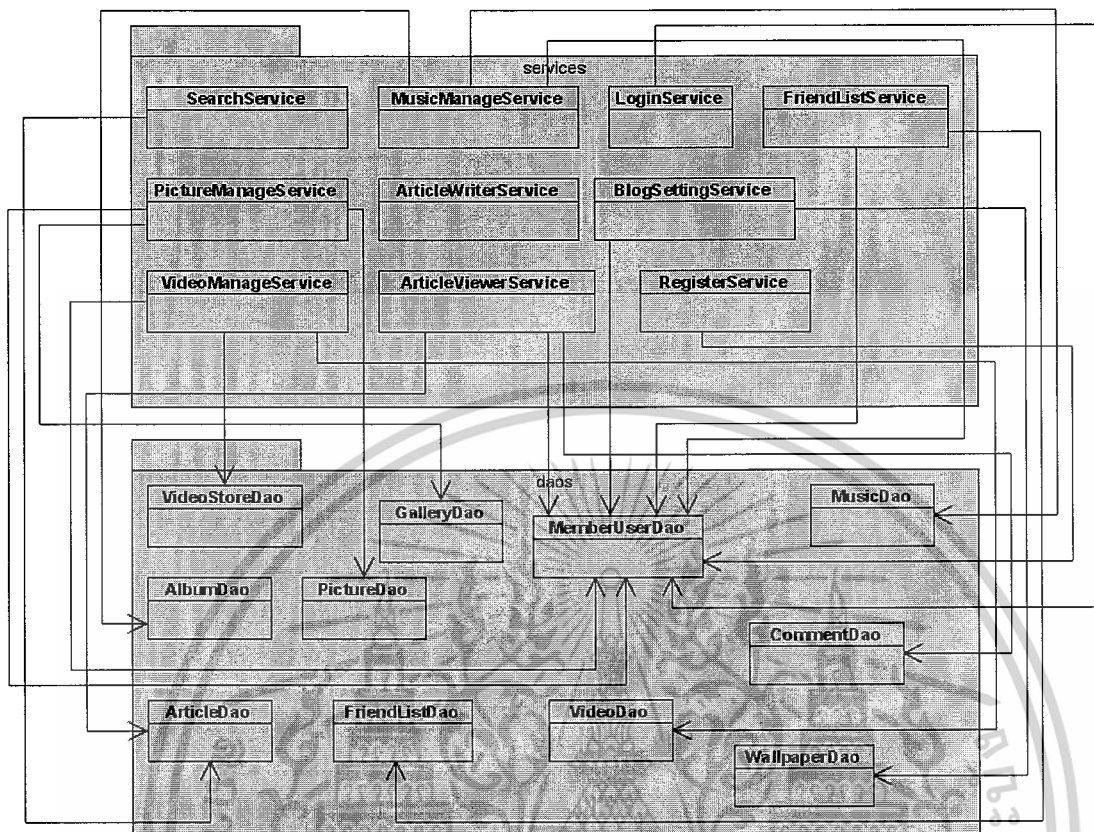 services
SearchService
MusicManageService
LoginService
FriendListService
PictureManageService
ArticleWriterService
BlogSettingService
VideoManageService
ArticleViewerService
RegisterService
daos
VideoStoreDao
GalleryDao
MemberUserDao
MusicDao
AlbumDao
PictureDao
CommentDao
ArticleDao
FriendListDao
VideoDao
WallpaperDao